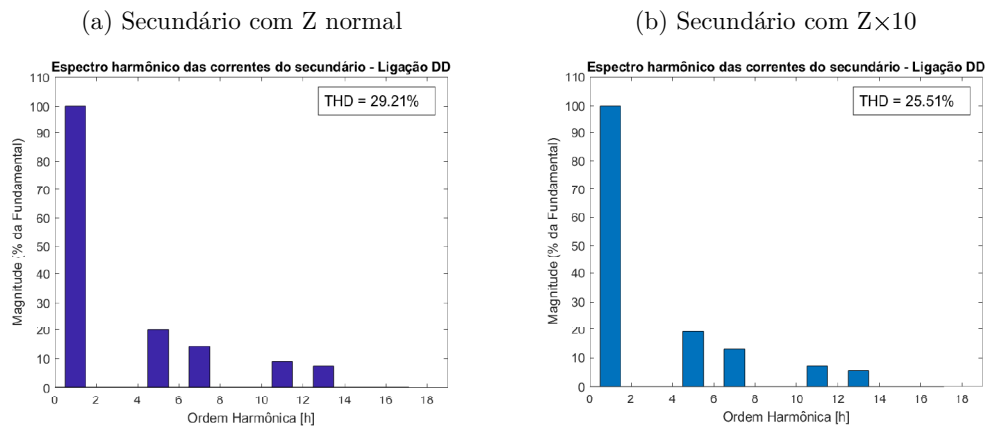 (a) Secundário com Z normal
Espectro harmônico das correntes do secundário - Ligação DD
THD = 29.21%
Magnitude (% da Fundamental)
110
100
90
80
70
60
50
40
30
20
10
0
0 2 4 6 8 10 12 14 16 18
Ordem Harmônica [h]
(b) Secundário com Z×10
Espectro harmônico das correntes do secundário - Ligação DD
THD = 25.51%
Magnitude (% da Fundamental)
110
100
90
80
70
60
50
40
30
20
10
0
0 2 4 6 8 10 12 14 16 18
Ordem Harmônica [h]